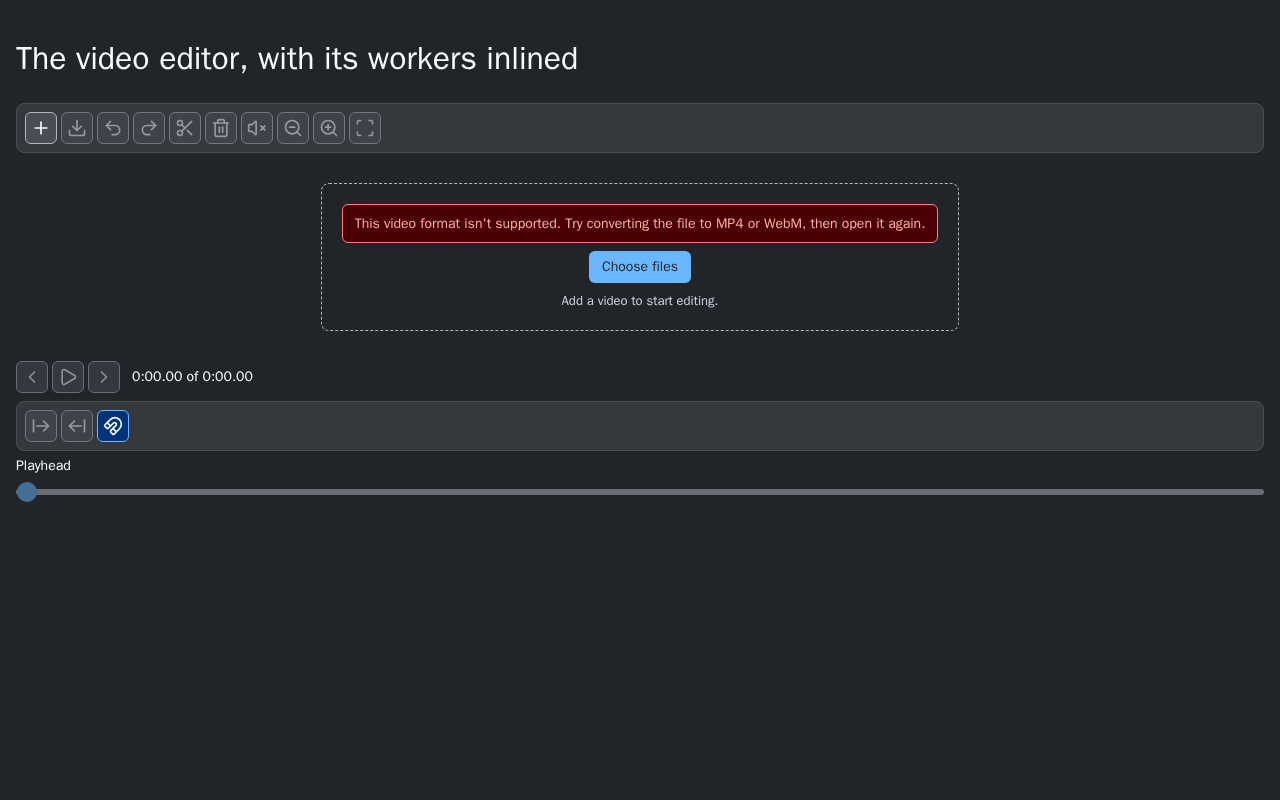 The video editor, with its workers inlined
This video format isn't supported. Try converting the file to MP4 or WebM, then open it again.
Choose files
Add a video to start editing.
0:00.00 of 0:00.00
Playhead